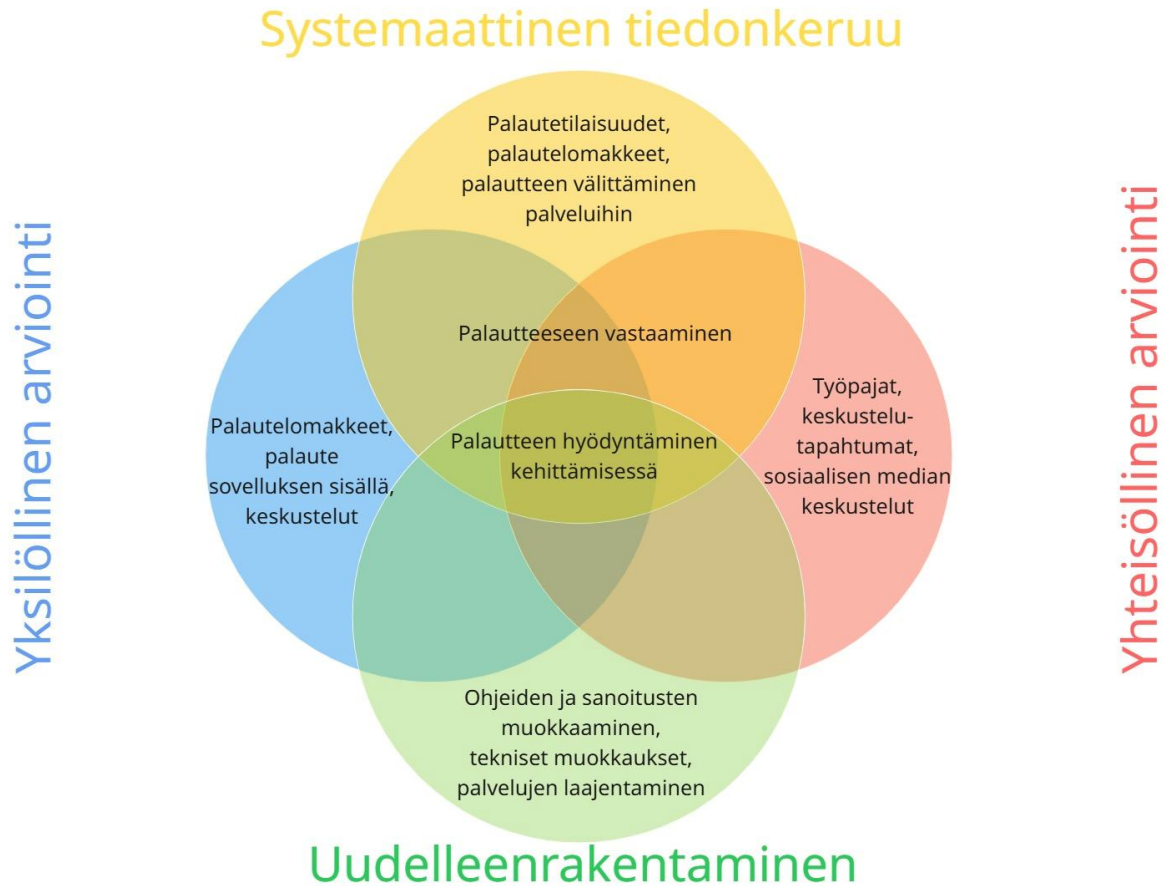 Systemaattinen tiedonkeruu
Palautetilaisuudet,
palautelomakkeet,
palautteen välittäminen
palveluihin
Yksilöllinen arviointi
Yhteisöllinen arviointi
Palautteeseen vastaaminen
Palautelomakkeet,
palaute
sovelluksen sisällä,
keskustelut
Palautteen hyödyntäminen
kehittämisessä
Työpajat,
keskustelu-
tapahtumat,
sosiaalisen median
keskustelut
Ohjeiden ja sanoitusten
muokkaaminen,
tekniset muokkaukset,
palvelujen laajentaminen
Uudelleenrakentaminen